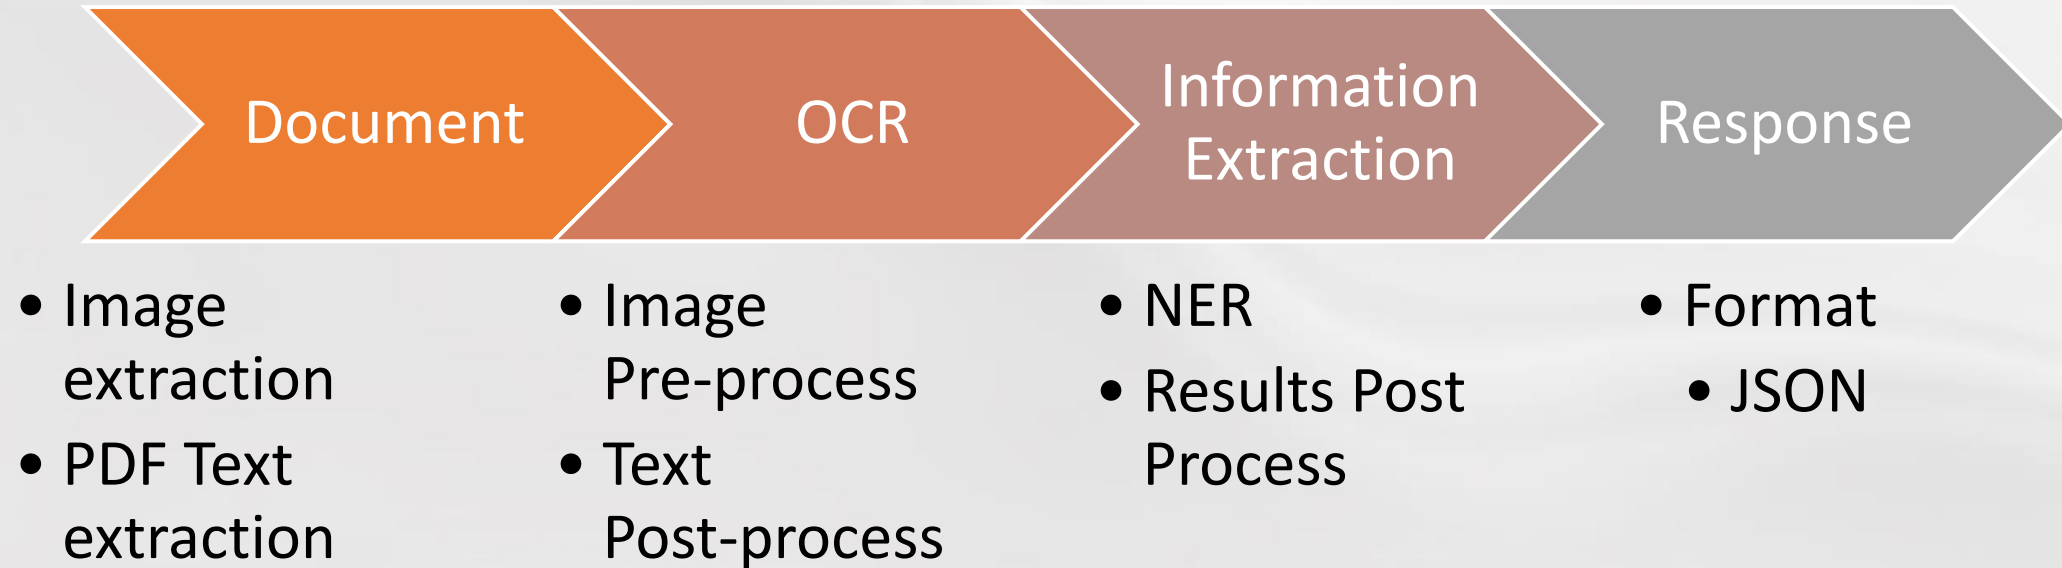 Document
OCR
Information
Extraction
Response
• Image
extraction
• PDF Text
extraction
• Image
Pre-process
• Text
Post-process
• NER
• Results Post
Process
• Format
• JSON